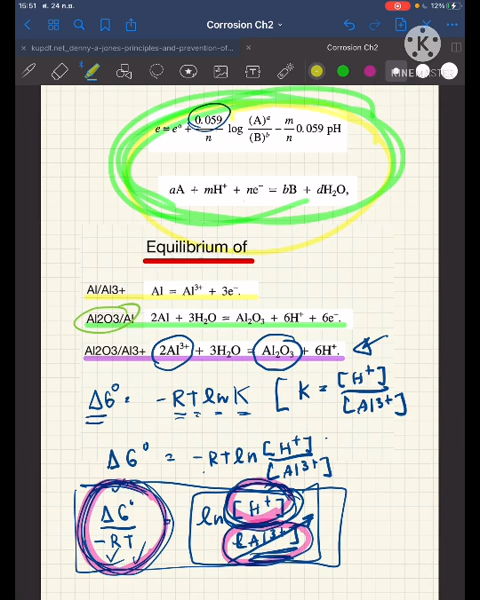 15:51 ส. 24 ก.ย. 12%
Corrosion Ch2
kupdf.net_denny-a-jones-principles-and-prevention-of... Corrosion Ch2
K
KINEMASTER
e = e° + 0.059/n log (A)^a/(B)^b − m/n 0.059 pH
aA + mH⁺ + ne⁻ = bB + dH₂O,
Equilibrium of
Al/Al3+ Al = Al³⁺ + 3e⁻.
Al2O3/Al 2Al + 3H₂O = Al₂O₃ + 6H⁺ + 6e⁻.
Al2O3/Al3+ 2Al³⁺ + 3H₂O = Al₂O₃ + 6H⁺.
ΔG° = -RT ln K [ K = [H⁺]/[Al3+]
ΔG° = -RT ln [H⁺]/[Al3+]
ΔG°/-RT ln [H⁺]/[Al3+]